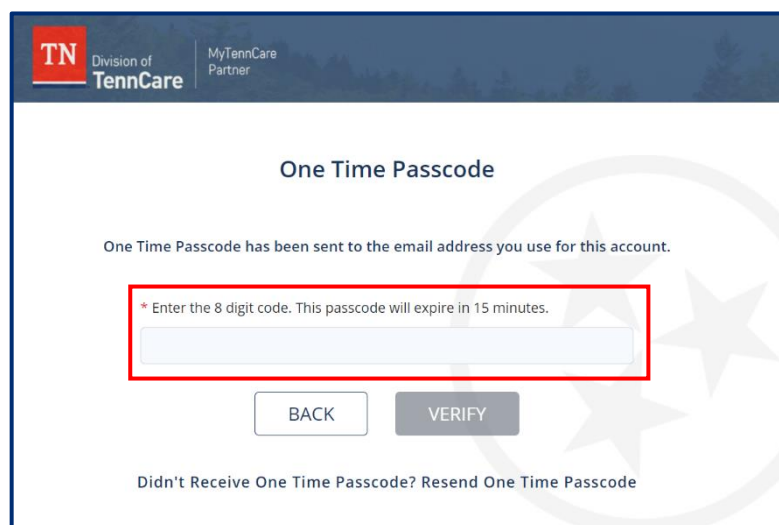 TN
Division of
TennCare
MyTennCare
Partner
One Time Passcode
One Time Passcode has been sent to the email address you use for this account.
* Enter the 8 digit code. This passcode will expire in 15 minutes.
BACK
VERIFY
Didn't Receive One Time Passcode? Resend One Time Passcode